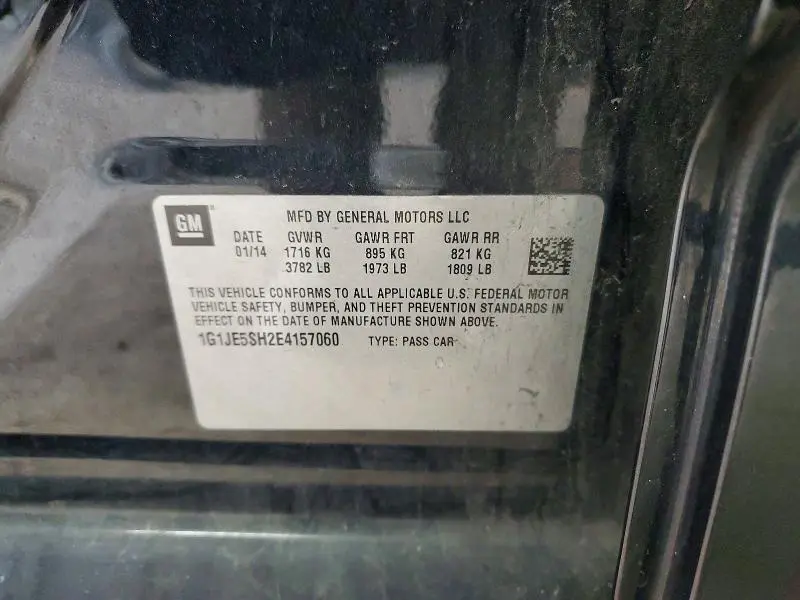 GM
MFD BY GENERAL MOTORS LLC
DATE GVWR GAWR FRT GAWR RR
01/14 1716 KG 895 KG 821 KG
3782 LB 1973 LB 1809 LB
THIS VEHICLE CONFORMS TO ALL APPLICABLE U.S. FEDERAL MOTOR
VEHICLE SAFETY, BUMPER, AND THEFT PREVENTION STANDARDS IN
EFFECT ON THE DATE OF MANUFACTURE SHOWN ABOVE.
1G1JE5SH2E4157060 TYPE: PASS CAR